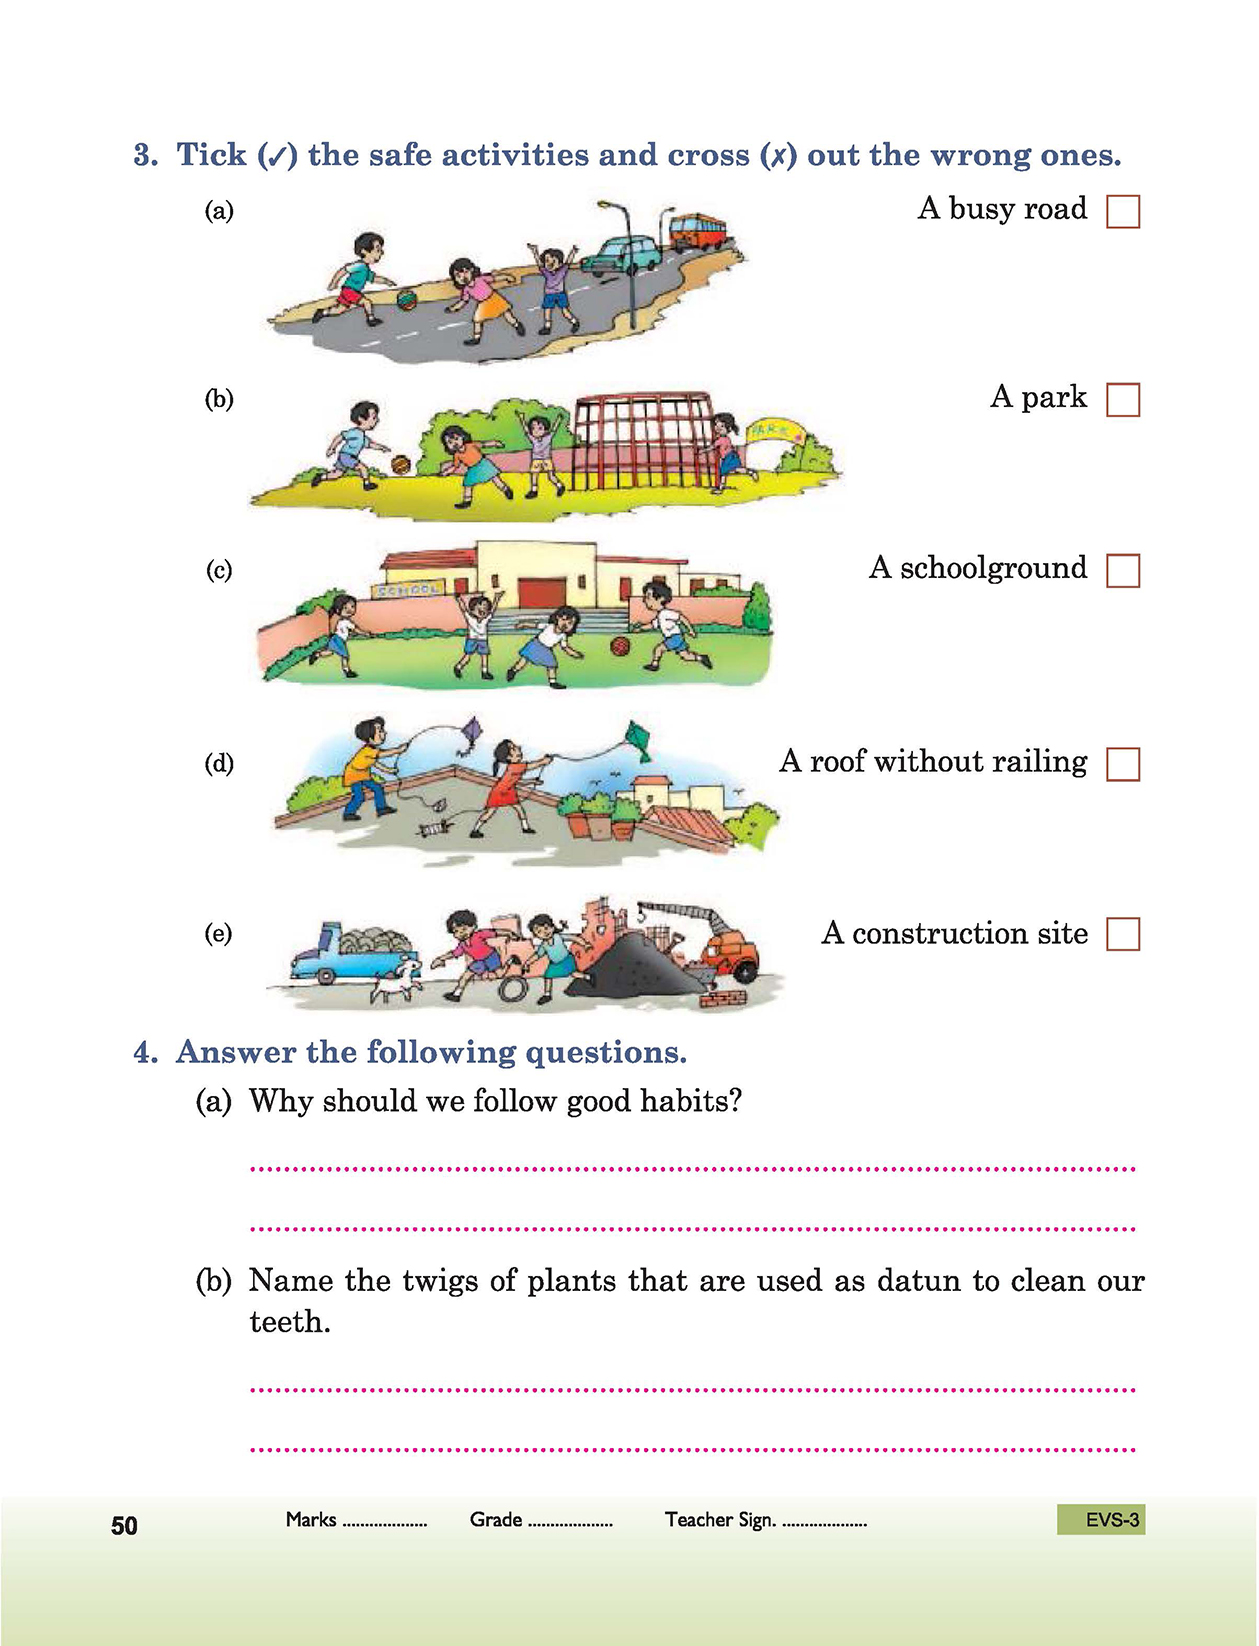 3. Tick (✓) the safe activities and cross (✗) out the wrong ones.
(a) A busy road
(b) A park
PARK
(c) A schoolground
SCHOOL
(d) A roof without railing
(e) A construction site
4. Answer the following questions.
(a) Why should we follow good habits?
(b) Name the twigs of plants that are used as datun to clean our
teeth.
50 Marks ................... Grade ................... Teacher Sign. ................... EVS-3